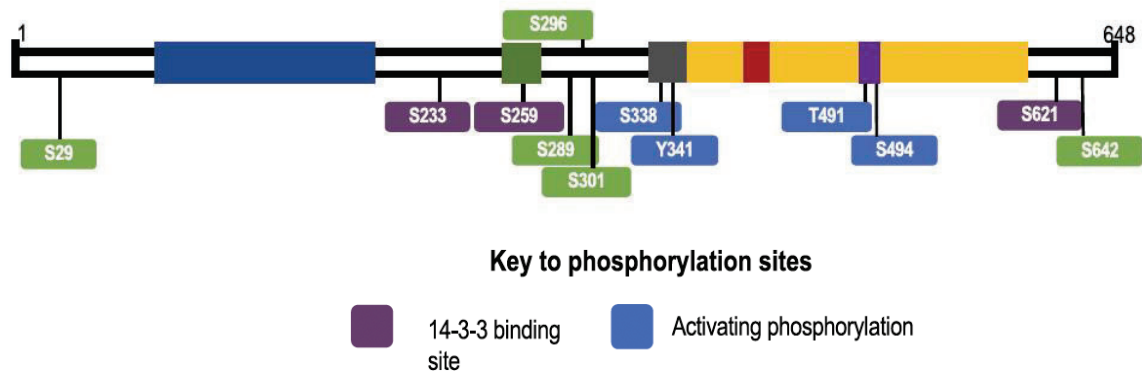 1
S296
648
S233
S259
S338
T491
S621
S29
S289
Y341
S494
S642
S301
Key to phosphorylation sites
14-3-3 binding
site
Activating phosphorylation